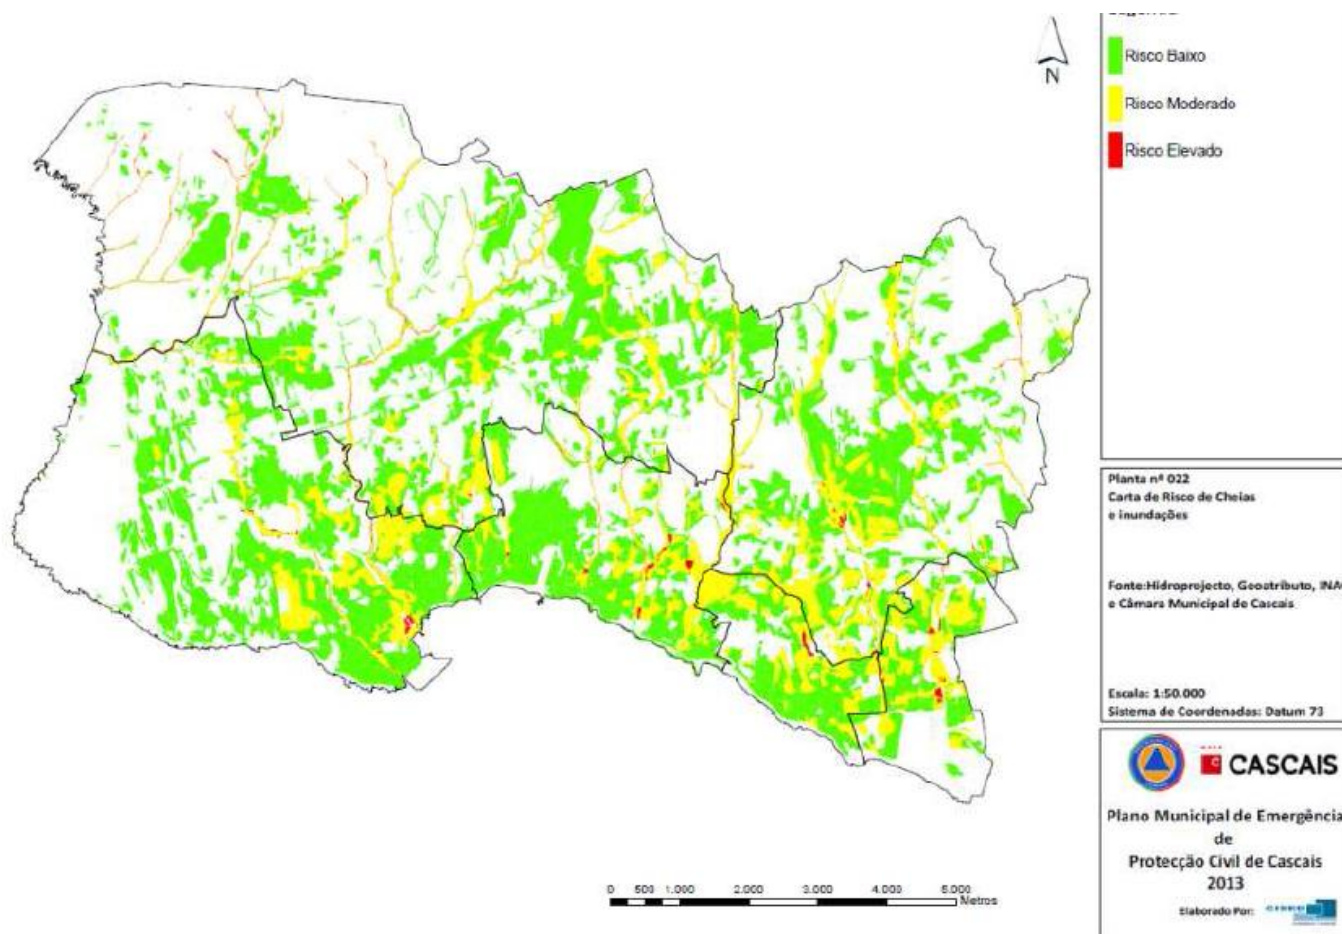 N
Risco Baixo
Risco Moderado
Risco Elevado
Planta nº 022
Carta de Risco de Cheias
e inundações
Fonte:Hidroprojecto, Geoatributo, INA
e Câmara Municipal de Cascais
Escala: 1:50.000
Sistema de Coordenadas: Datum 73
C CASCAIS
Plano Municipal de Emergência
de
Protecção Civil de Cascais
2013
Elaborado Por:
0 500 1.000 2.000 3.000 4.000 5.000
Metros